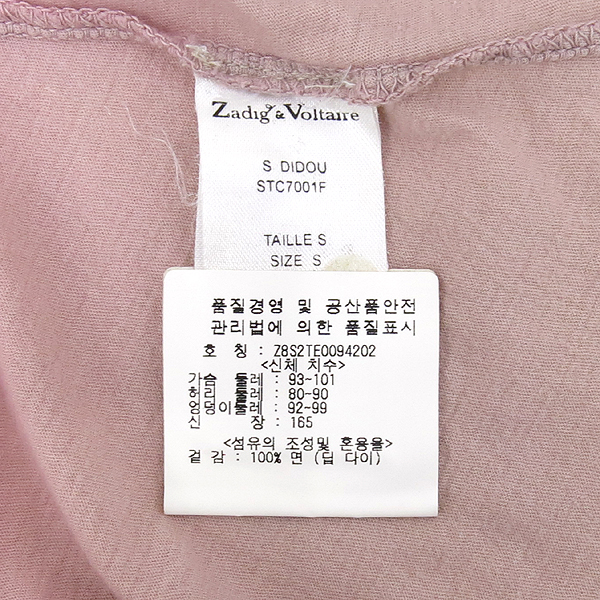 Zadig & Voltaire
S DIDOU
STC7001F
TAILLE S
SIZE S
품질경영 및 공산품안전
관리법에 의한 품질표시
호 칭 : Z8S2TE0094202
<신체 치수>
가슴 둘레 : 93-101
허리 둘레 : 80-90
엉덩이둘레 : 92-99
신 장 : 165
<섬유의 조성및 혼용율>
겉 감 : 100% 면 (딥 다이)